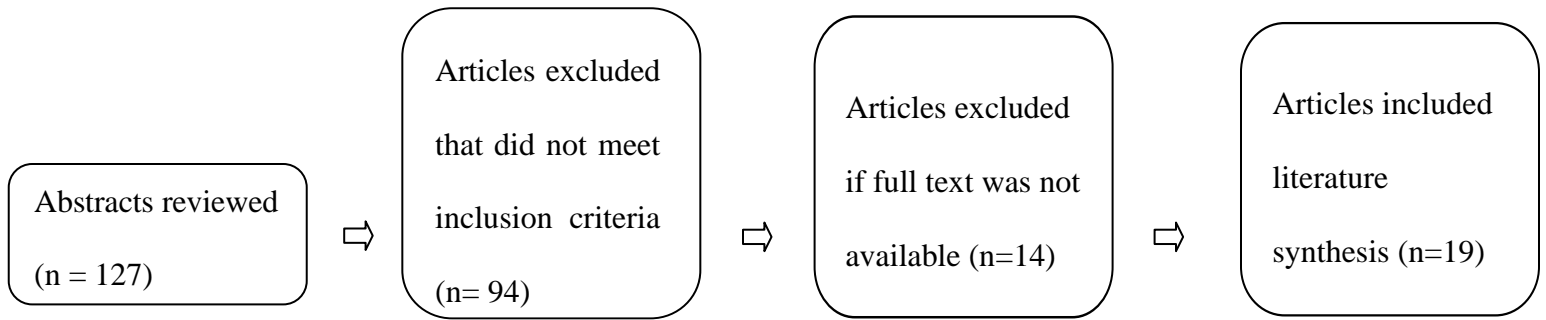 Abstracts reviewed
(n = 127)
Articles excluded
that did not meet
inclusion criteria
(n= 94)
Articles excluded
if full text was not
available (n=14)
Articles included
literature
synthesis (n=19)